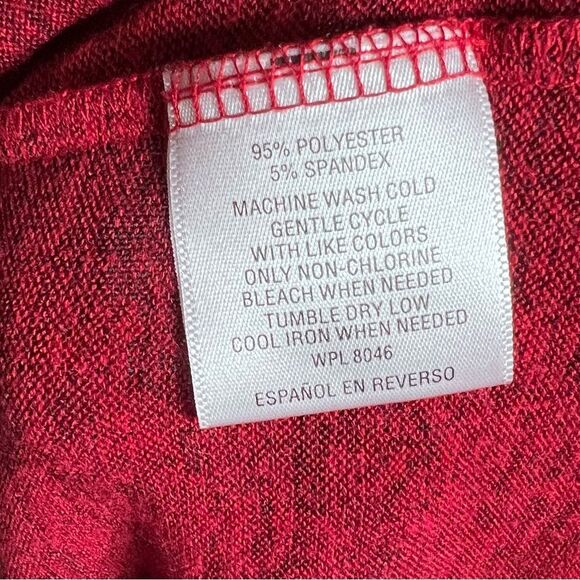 95% POLYESTER
5% SPANDEX
MACHINE WASH COLD
GENTLE CYCLE
WITH LIKE COLORS
ONLY NON-CHLORINE
BLEACH WHEN NEEDED
TUMBLE DRY LOW
COOL IRON WHEN NEEDED
WPL 8046
ESPAÑOL EN REVERSO